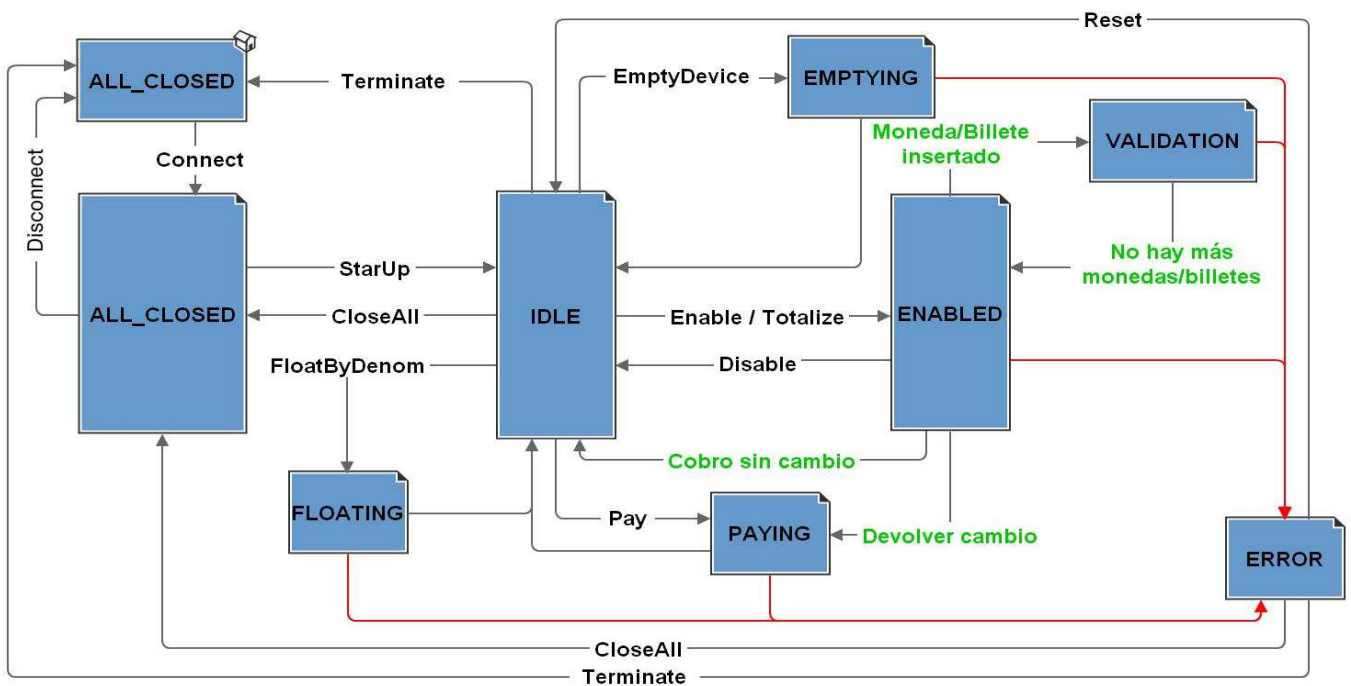 Reset
ALL_CLOSED
Terminate
EmptyDevice
EMPTYING
Moneda/Billete
insertado
VALIDATION
Connect
Disconnect
No hay más
monedas/billetes
StarUp
ALL_CLOSED
CloseAll
IDLE
Enable / Totalize
ENABLED
FloatByDenom
Disable
Cobro sin cambio
FLOATING
Pay
PAYING
Devolver cambio
ERROR
CloseAll
Terminate